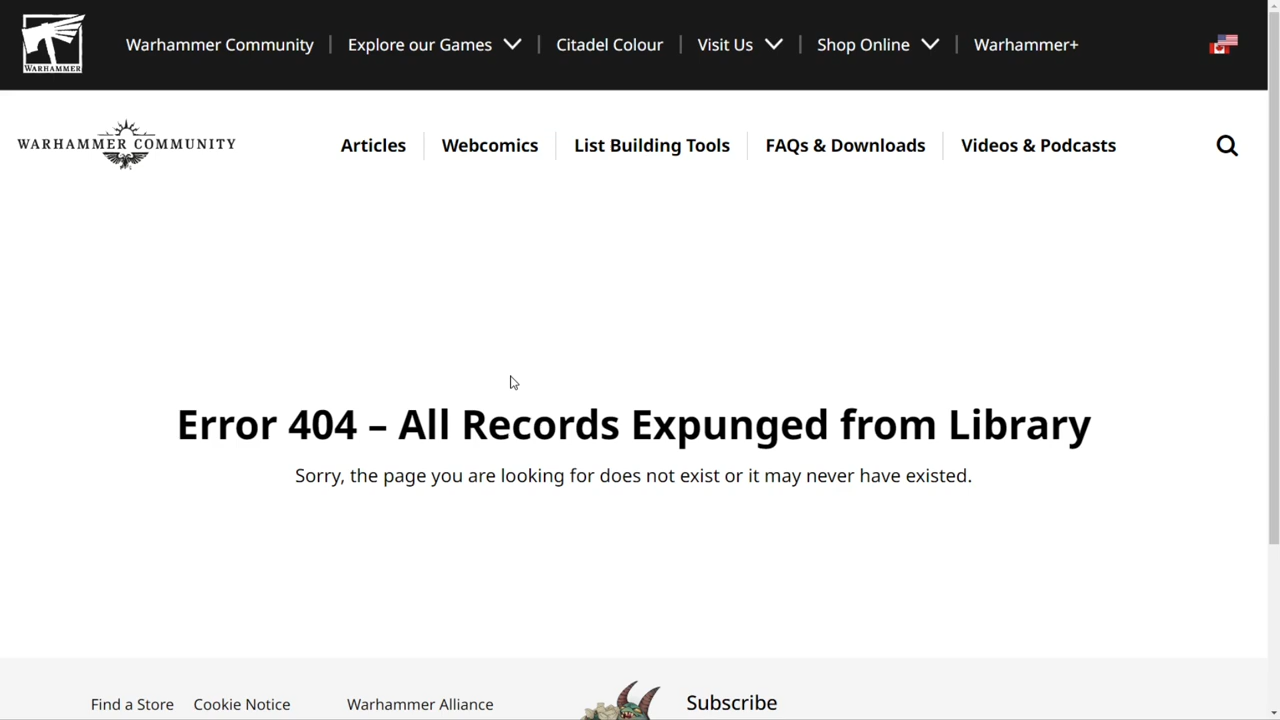 WARHAMMER
Warhammer Community
Explore our Games
Citadel Colour
Visit Us
Shop Online
Warhammer+
WARHAMMER COMMUNITY
Articles
Webcomics
List Building Tools
FAQs & Downloads
Videos & Podcasts
Error 404 – All Records Expunged from Library
Sorry, the page you are looking for does not exist or it may never have existed.
Find a Store
Cookie Notice
Warhammer Alliance
Subscribe